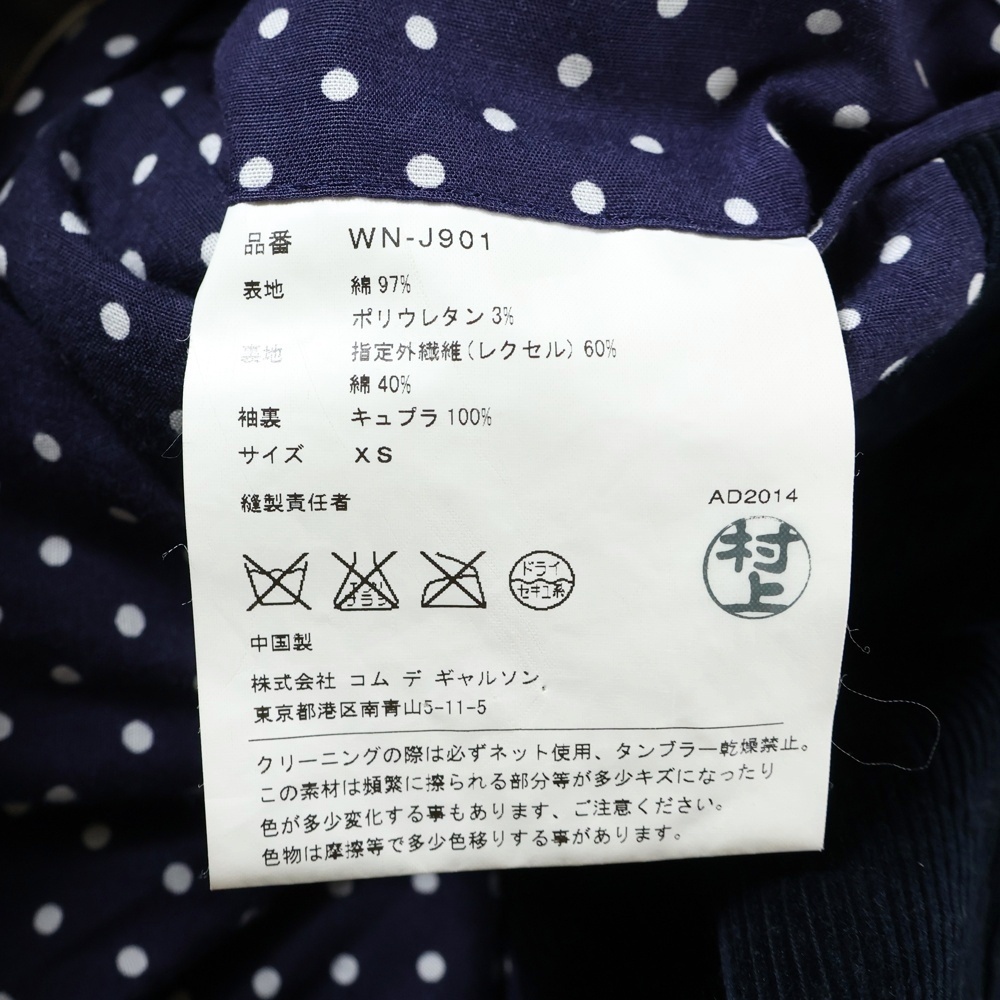 品番 WN-J901
表地 綿 97%
ポリウレタン 3%
裏地 指定外繊維(レクセル) 60%
綿 40%
袖裏 キュプラ 100%
サイズ XS
縫製責任者
AD2014
村上
エンソ
ブラシ
ドライ
セキユ系
中国製
株式会社 コム デ ギャルソン
東京都港区南青山5-11-5
クリーニングの際は必ずネット使用、タンブラー乾燥禁止。
この素材は頻繁に擦られる部分等が多少キズになったり
色が多少変化する事もあります、ご注意ください。
色物は摩擦等で多少色移りする事があります。